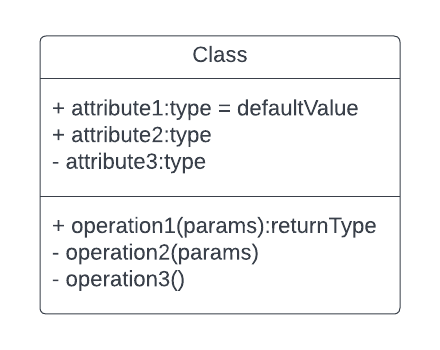 Class
+ attribute1:type = defaultValue
+ attribute2:type
- attribute3:type
+ operation1(params):returnType
- operation2(params)
- operation3()